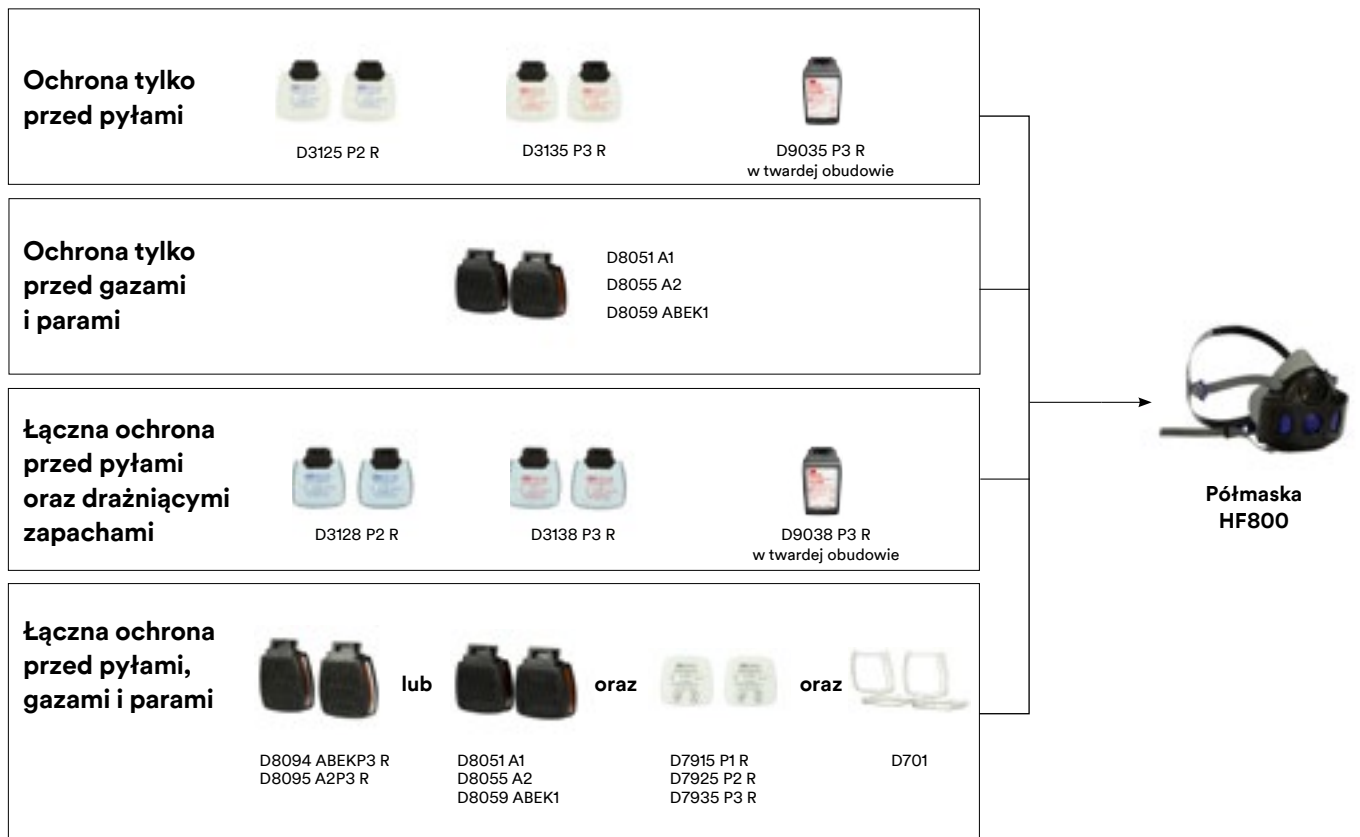 Ochrona tylko
przed pyłami
D3125 P2 R
D3135 P3 R
D9035 P3 R
w twardej obudowie
Ochrona tylko
przed gazami
i parami
D8051 A1
D8055 A2
D8059 ABEK1
Łączna ochrona
przed pyłami
oraz drażniącymi
zapachami
D3128 P2 R
D3138 P3 R
D9038 P3 R
w twardej obudowie
Łączna ochrona
przed pyłami,
gazami i parami
lub
oraz
oraz
D8094 ABEKP3 R
D8095 A2P3 R
D8051 A1
D8055 A2
D8059 ABEK1
D7915 P1 R
D7925 P2 R
D7935 P3 R
D701
Półmaska
HF800